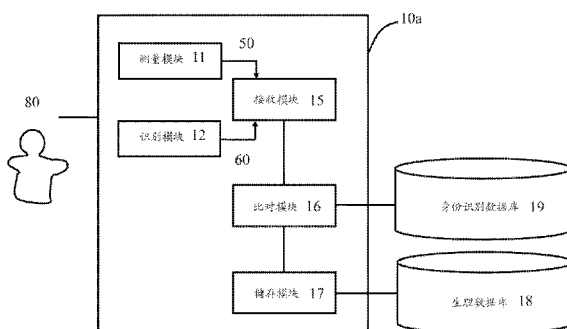 10a
50
测量模块 11
80
接收模块 15
识别模块 12
60
比对模块 16
身份识别数据库 19
储存模块 17
生理数据库 18